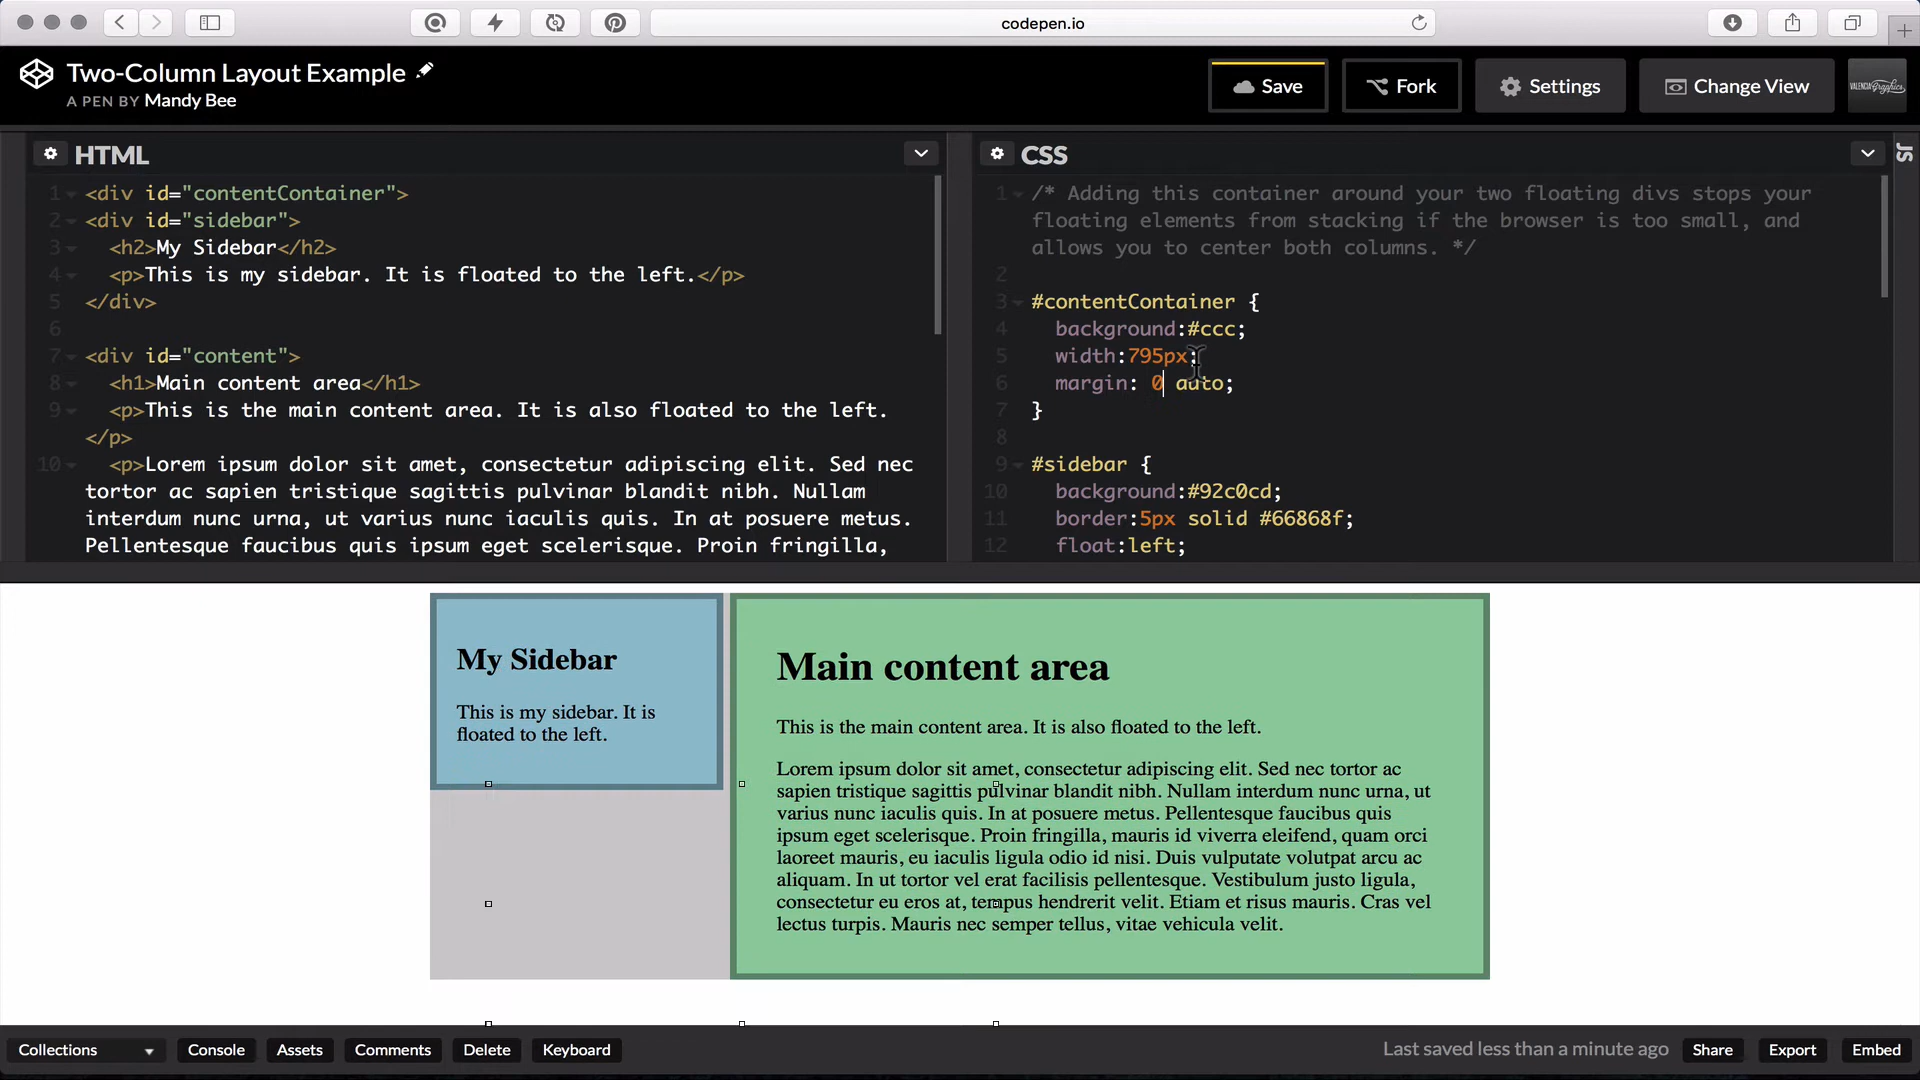 codepen.io
Two-Column Layout Example
A PEN BY Mandy Bee
Save
Fork
Settings
Change View
HTML
1 <div id="contentContainer">
2 <div id="sidebar">
3 <h2>My Sidebar</h2>
4 <p>This is my sidebar. It is floated to the left.</p>
5 </div>
6
7 <div id="content">
8 <h1>Main content area</h1>
9 <p>This is the main content area. It is also floated to the left.
</p>
10 <p>Lorem ipsum dolor sit amet, consectetur adipiscing elit. Sed nec
tortor ac sapien tristique sagittis pulvinar blandit nibh. Nullam
interdum nunc urna, ut varius nunc iaculis quis. In at posuere metus.
Pellentesque faucibus quis ipsum eget scelerisque. Proin fringilla,
CSS
JS
1 /* Adding this container around your two floating divs stops your
floating elements from stacking if the browser is too small, and
allows you to center both columns. */
2
3 #contentContainer {
4 background:#ccc;
5 width:795px;
6 margin: 0 auto;
7 }
8
9 #sidebar {
10 background:#92c0cd;
11 border:5px solid #66868f;
12 float:left;
My Sidebar
This is my sidebar. It is
floated to the left.
Main content area
This is the main content area. It is also floated to the left.
Lorem ipsum dolor sit amet, consectetur adipiscing elit. Sed nec tortor ac
sapien tristique sagittis pulvinar blandit nibh. Nullam interdum nunc urna, ut
varius nunc iaculis quis. In at posuere metus. Pellentesque faucibus quis
ipsum eget scelerisque. Proin fringilla, mauris id viverra eleifend, quam orci
laoreet mauris, eu iaculis ligula odio id nisi. Duis vulputate volutpat arcu ac
aliquam. In ut tortor vel erat facilisis pellentesque. Vestibulum justo ligula,
consectetur eu eros at, tempus hendrerit velit. Etiam et risus mauris. Cras vel
lectus turpis. Mauris nec semper tellus, vitae vehicula velit.
Collections
Console
Assets
Comments
Delete
Keyboard
Last saved less than a minute ago
Share
Export
Embed